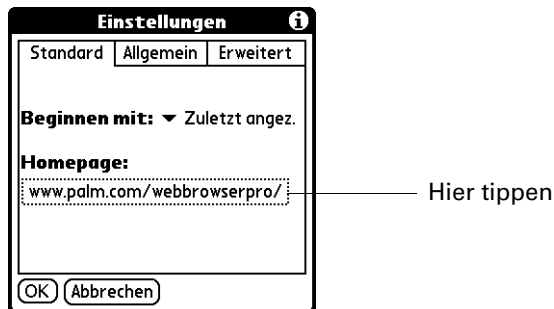 Einstellungen
Standard Allgemein Erweitert
Beginnen mit: Zuletzt angez.
Homepage:
www.palm.com/webbrowserpro/
Hier tippen
OK Abbrechen